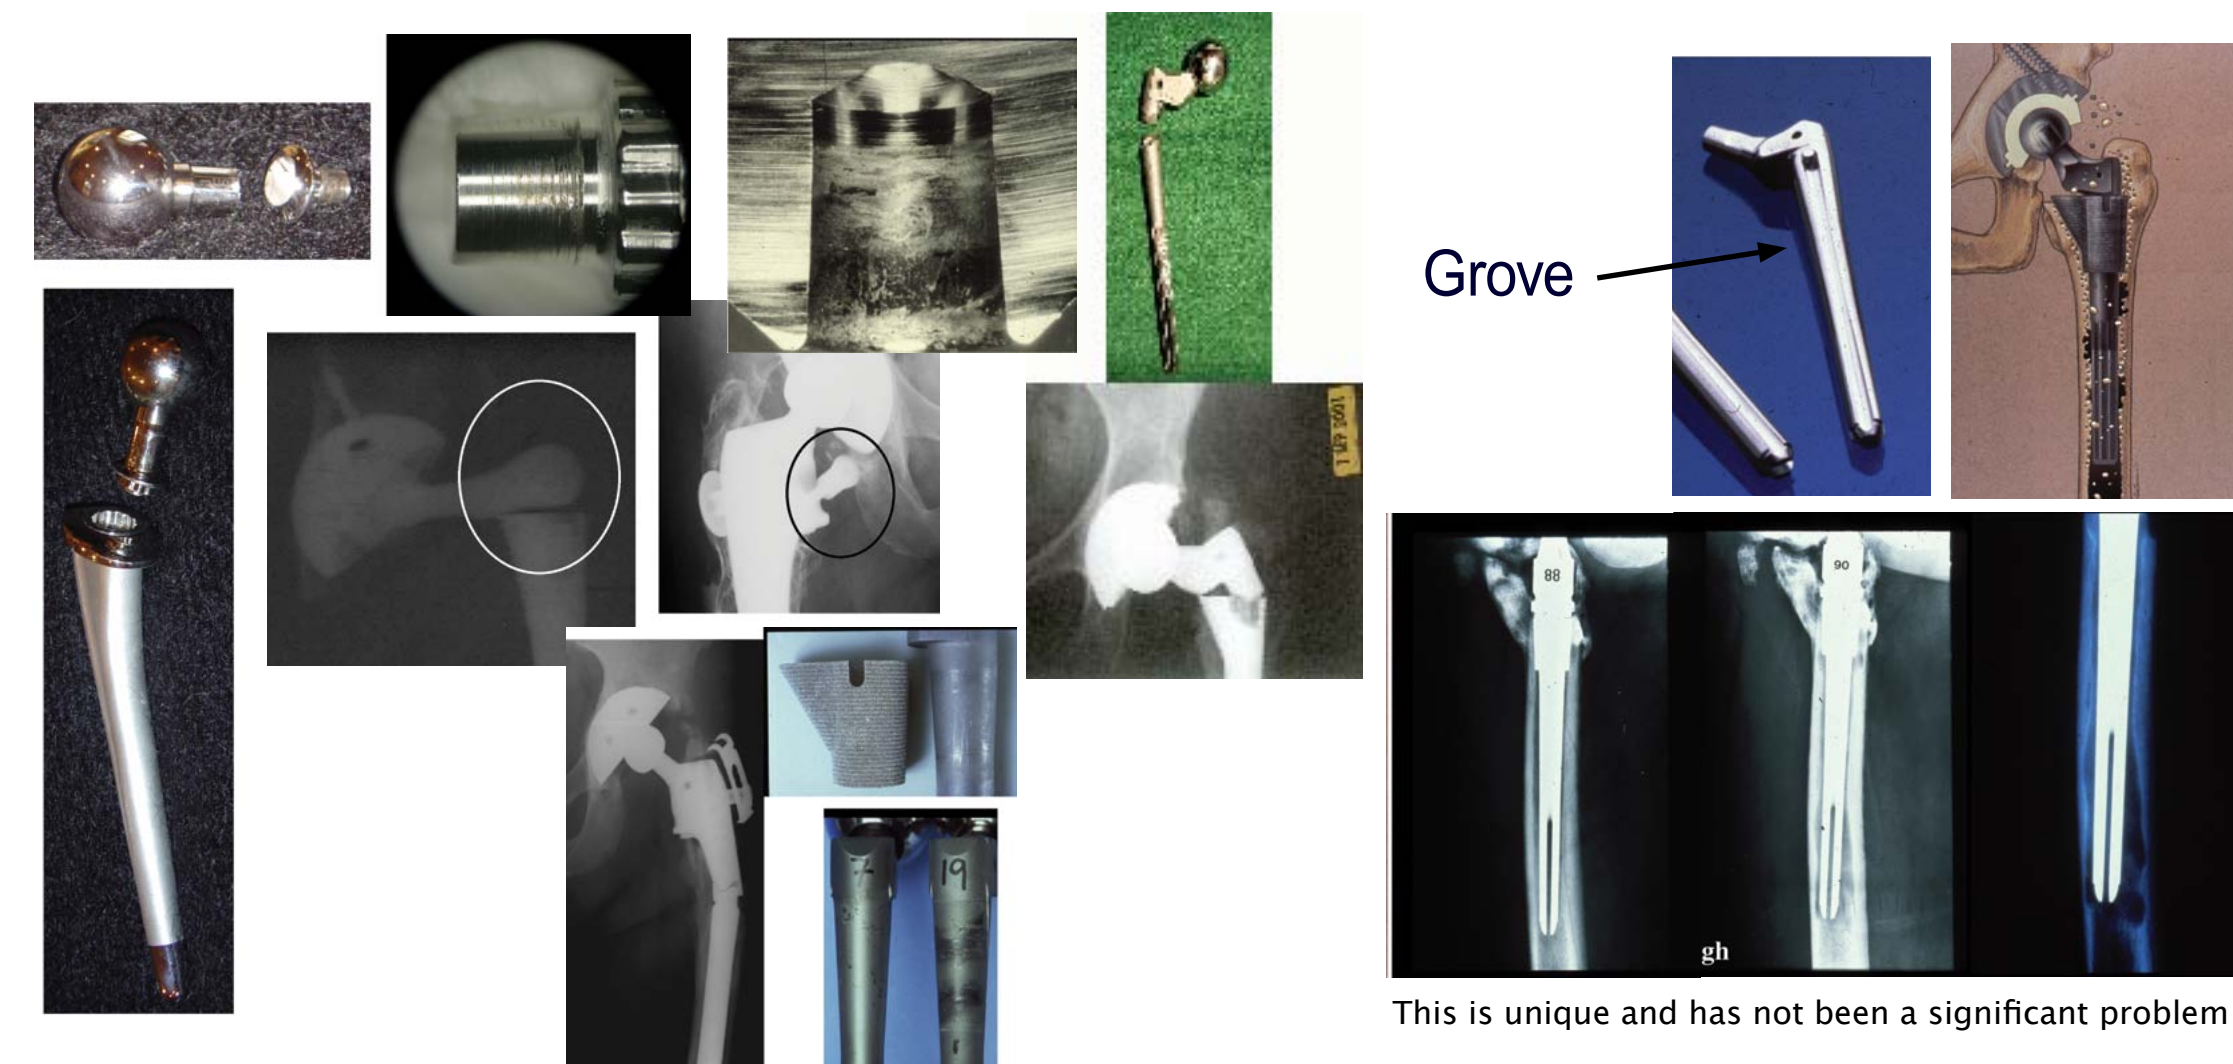 Grove
88
90
gh
7
19
This is unique and has not been a significant problem